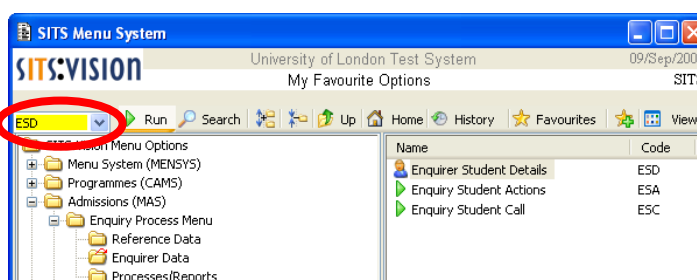 SITS Menu System
SITS:VISION
University of London Test System
09/Sep/200
My Favourite Options
SIT
ESD Run Search Up Home History Favourites View
Menu Options
Menu System (MENSYS)
Programmes (CAMS)
Admissions (MAS)
Enquiry Process Menu
Reference Data
Enquirer Data
Processes/Reports
Name Code
Enquirer Student Details ESD
Enquiry Student Actions ESA
Enquiry Student Call ESC